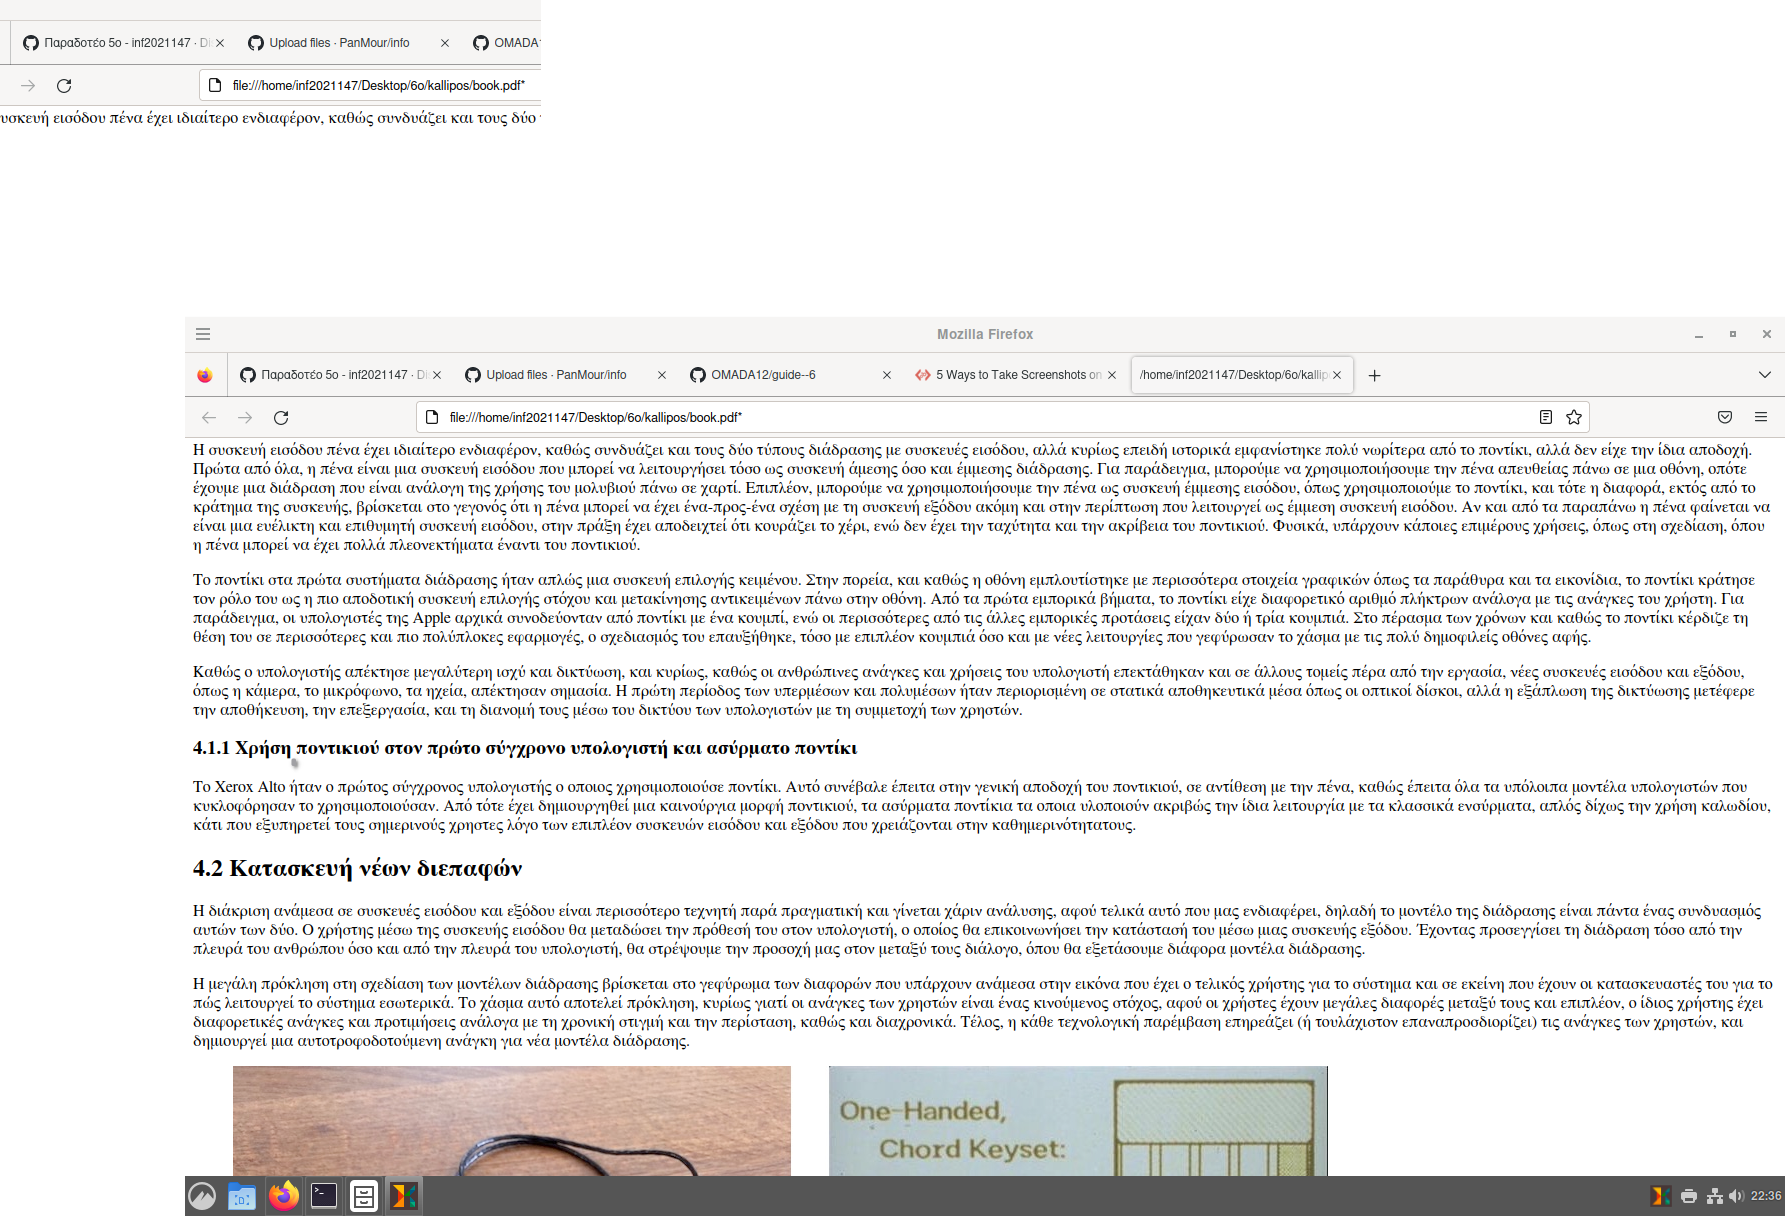 Παραδοτέο 5ο - inf2021147 · Di
Upload files · PanMour/info
OMADA
file:///home/inf2021147/Desktop/6o/kallipos/book.pdf*
υσκευή εισόδου πένα έχει ιδιαίτερο ενδιαφέρον, καθώς συνδυάζει και τους δύο
Mozilla Firefox
Παραδοτέο 5ο - inf2021147 · Di
Upload files · PanMour/info
OMADA12/guide--6
5 Ways to Take Screenshots on
/home/inf2021147/Desktop/6o/kallip
file:///home/inf2021147/Desktop/6o/kallipos/book.pdf*
Η συσκευή εισόδου πένα έχει ιδιαίτερο ενδιαφέρον, καθώς συνδυάζει και τους δύο τύπους διάδρασης με συσκευές εισόδου, αλλά κυρίως επειδή ιστορικά εμφανίστηκε πολύ νωρίτερα από το ποντίκι, αλλά δεν είχε την ίδια αποδοχή.
Πρώτα από όλα, η πένα είναι μια συσκευή εισόδου που μπορεί να λειτουργήσει τόσο ως συσκευή άμεσης όσο και έμμεσης διάδρασης. Για παράδειγμα, μπορούμε να χρησιμοποιήσουμε την πένα απευθείας πάνω σε μια οθόνη, οπότε
έχουμε μια διάδραση που είναι ανάλογη της χρήσης του μολυβιού πάνω σε χαρτί. Επιπλέον, μπορούμε να χρησιμοποιήσουμε την πένα ως συσκευή έμμεσης εισόδου, όπως χρησιμοποιούμε το ποντίκι, και τότε η διαφορά, εκτός από το
κράτημα της συσκευής, βρίσκεται στο γεγονός ότι η πένα μπορεί να έχει ένα-προς-ένα σχέση με τη συσκευή εξόδου ακόμη και στην περίπτωση που λειτουργεί ως έμμεση συσκευή εισόδου. Αν και από τα παραπάνω η πένα φαίνεται να
είναι μια ευέλικτη και επιθυμητή συσκευή εισόδου, στην πράξη έχει αποδειχτεί ότι κουράζει το χέρι, ενώ δεν έχει την ταχύτητα και την ακρίβεια του ποντικιού. Φυσικά, υπάρχουν κάποιες επιμέρους χρήσεις, όπως στη σχεδίαση, όπου
η πένα μπορεί να έχει πολλά πλεονεκτήματα έναντι του ποντικιού.
Το ποντίκι στα πρώτα συστήματα διάδρασης ήταν απλώς μια συσκευή επιλογής κειμένου. Στην πορεία, και καθώς η οθόνη εμπλουτίστηκε με περισσότερα στοιχεία γραφικών όπως τα παράθυρα και τα εικονίδια, το ποντίκι κράτησε
τον ρόλο του ως η πιο αποδοτική συσκευή επιλογής στόχου και μετακίνησης αντικειμένων πάνω στην οθόνη. Από τα πρώτα εμπορικά βήματα, το ποντίκι είχε διαφορετικό αριθμό πλήκτρων ανάλογα με τις ανάγκες του χρήστη. Για
παράδειγμα, οι υπολογιστές της Apple αρχικά συνοδεύονταν από ποντίκι με ένα κουμπί, ενώ οι περισσότερες από τις άλλες εμπορικές προτάσεις είχαν δύο ή τρία κουμπιά. Στο πέρασμα των χρόνων και καθώς το ποντίκι κέρδιζε τη
θέση του σε περισσότερες και πιο πολύπλοκες εφαρμογές, ο σχεδιασμός του επαυξήθηκε, τόσο με επιπλέον κουμπιά όσο και με νέες λειτουργίες που γεφύρωσαν το χάσμα με τις πολύ δημοφιλείς οθόνες αφής.
Καθώς ο υπολογιστής απέκτησε μεγαλύτερη ισχύ και δικτύωση, και κυρίως, καθώς οι ανθρώπινες ανάγκες και χρήσεις του υπολογιστή επεκτάθηκαν και σε άλλους τομείς πέρα από την εργασία, νέες συσκευές εισόδου και εξόδου,
όπως η κάμερα, το μικρόφωνο, τα ηχεία, απέκτησαν σημασία. Η πρώτη περίοδος των υπερμέσων και πολυμέσων ήταν περιορισμένη σε στατικά αποθηκευτικά μέσα όπως οι οπτικοί δίσκοι, αλλά η εξάπλωση της δικτύωσης μετέφερε
την αποθήκευση, την επεξεργασία, και τη διανομή τους μέσω του δικτύου των υπολογιστών με τη συμμετοχή των χρηστών.
4.1.1 Χρήση ποντικιού στον πρώτο σύγχρονο υπολογιστή και ασύρματο ποντίκι
Το Xerox Alto ήταν ο πρώτος σύγχρονος υπολογιστής ο οποιος χρησιμοποιούσε ποντίκι. Αυτό συνέβαλε έπειτα στην γενική αποδοχή του ποντικιού, σε αντίθεση με την πένα, καθώς έπειτα όλα τα υπόλοιπα μοντέλα υπολογιστών που
κυκλοφόρησαν το χρησιμοποιούσαν. Από τότε έχει δημιουργηθεί μια καινούργια μορφή ποντικιού, τα ασύρματα ποντίκια τα οποια υλοποιούν ακριβώς την ίδια λειτουργία με τα κλασσικά ενσύρματα, απλός δίχως την χρήση καλωδίου,
κάτι που εξυπηρετεί τους σημερινούς χρηστες λόγο των επιπλέον συσκευών εισόδου και εξόδου που χρειάζονται στην καθημερινότητατους.
4.2 Κατασκευή νέων διεπαφών
Η διάκριση ανάμεσα σε συσκευές εισόδου και εξόδου είναι περισσότερο τεχνητή παρά πραγματική και γίνεται χάριν ανάλυσης, αφού τελικά αυτό που μας ενδιαφέρει, δηλαδή το μοντέλο της διάδρασης είναι πάντα ένας συνδυασμός
αυτών των δύο. Ο χρήστης μέσω της συσκευής εισόδου θα μεταδώσει την πρόθεσή του στον υπολογιστή, ο οποίος θα επικοινωνήσει την κατάστασή του μέσω μιας συσκευής εξόδου. Έχοντας προσεγγίσει τη διάδραση τόσο από την
πλευρά του ανθρώπου όσο και από την πλευρά του υπολογιστή, θα στρέψουμε την προσοχή μας στον μεταξύ τους διάλογο, όπου θα εξετάσουμε διάφορα μοντέλα διάδρασης.
Η μεγάλη πρόκληση στη σχεδίαση των μοντέλων διάδρασης βρίσκεται στο γεφύρωμα των διαφορών που υπάρχουν ανάμεσα στην εικόνα που έχει ο τελικός χρήστης για το σύστημα και σε εκείνη που έχουν οι κατασκευαστές του για το
πώς λειτουργεί το σύστημα εσωτερικά. Το χάσμα αυτό αποτελεί πρόκληση, κυρίως γιατί οι ανάγκες των χρηστών είναι ένας κινούμενος στόχος, αφού οι χρήστες έχουν μεγάλες διαφορές μεταξύ τους και επιπλέον, ο ίδιος χρήστης έχει
διαφορετικές ανάγκες και προτιμήσεις ανάλογα με τη χρονική στιγμή και την περίσταση, καθώς και διαχρονικά. Τέλος, η κάθε τεχνολογική παρέμβαση επηρεάζει (ή τουλάχιστον επαναπροσδιορίζει) τις ανάγκες των χρηστών, και
δημιουργεί μια αυτοτροφοδοτούμενη ανάγκη για νέα μοντέλα διάδρασης.
One-Handed,
Chord Keyset:
22:36